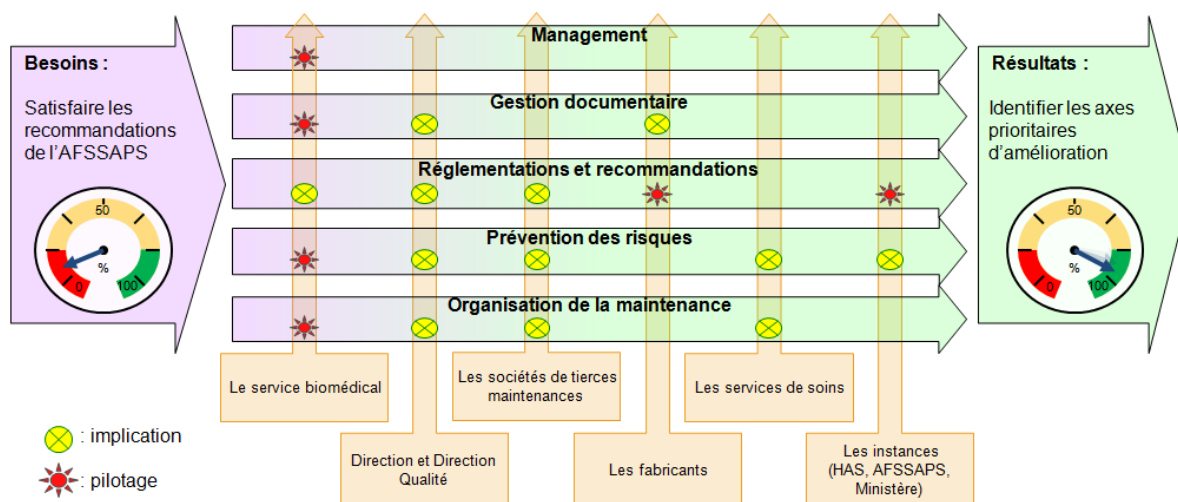 Besoins :
Satisfaire les
recommandations
de l'AFSSAPS
50
%
0
100
Management
Gestion documentaire
Réglementations et recommandations
Prévention des risques
Organisation de la maintenance
Résultats :
Identifier les axes
prioritaires
d'amélioration
50
%
0
100
Le service biomédical
Les sociétés de tierces
maintenances
Les services de soins
Direction et Direction
Qualité
Les fabricants
Les instances
(HAS, AFSSAPS,
Ministère)
: implication
: pilotage